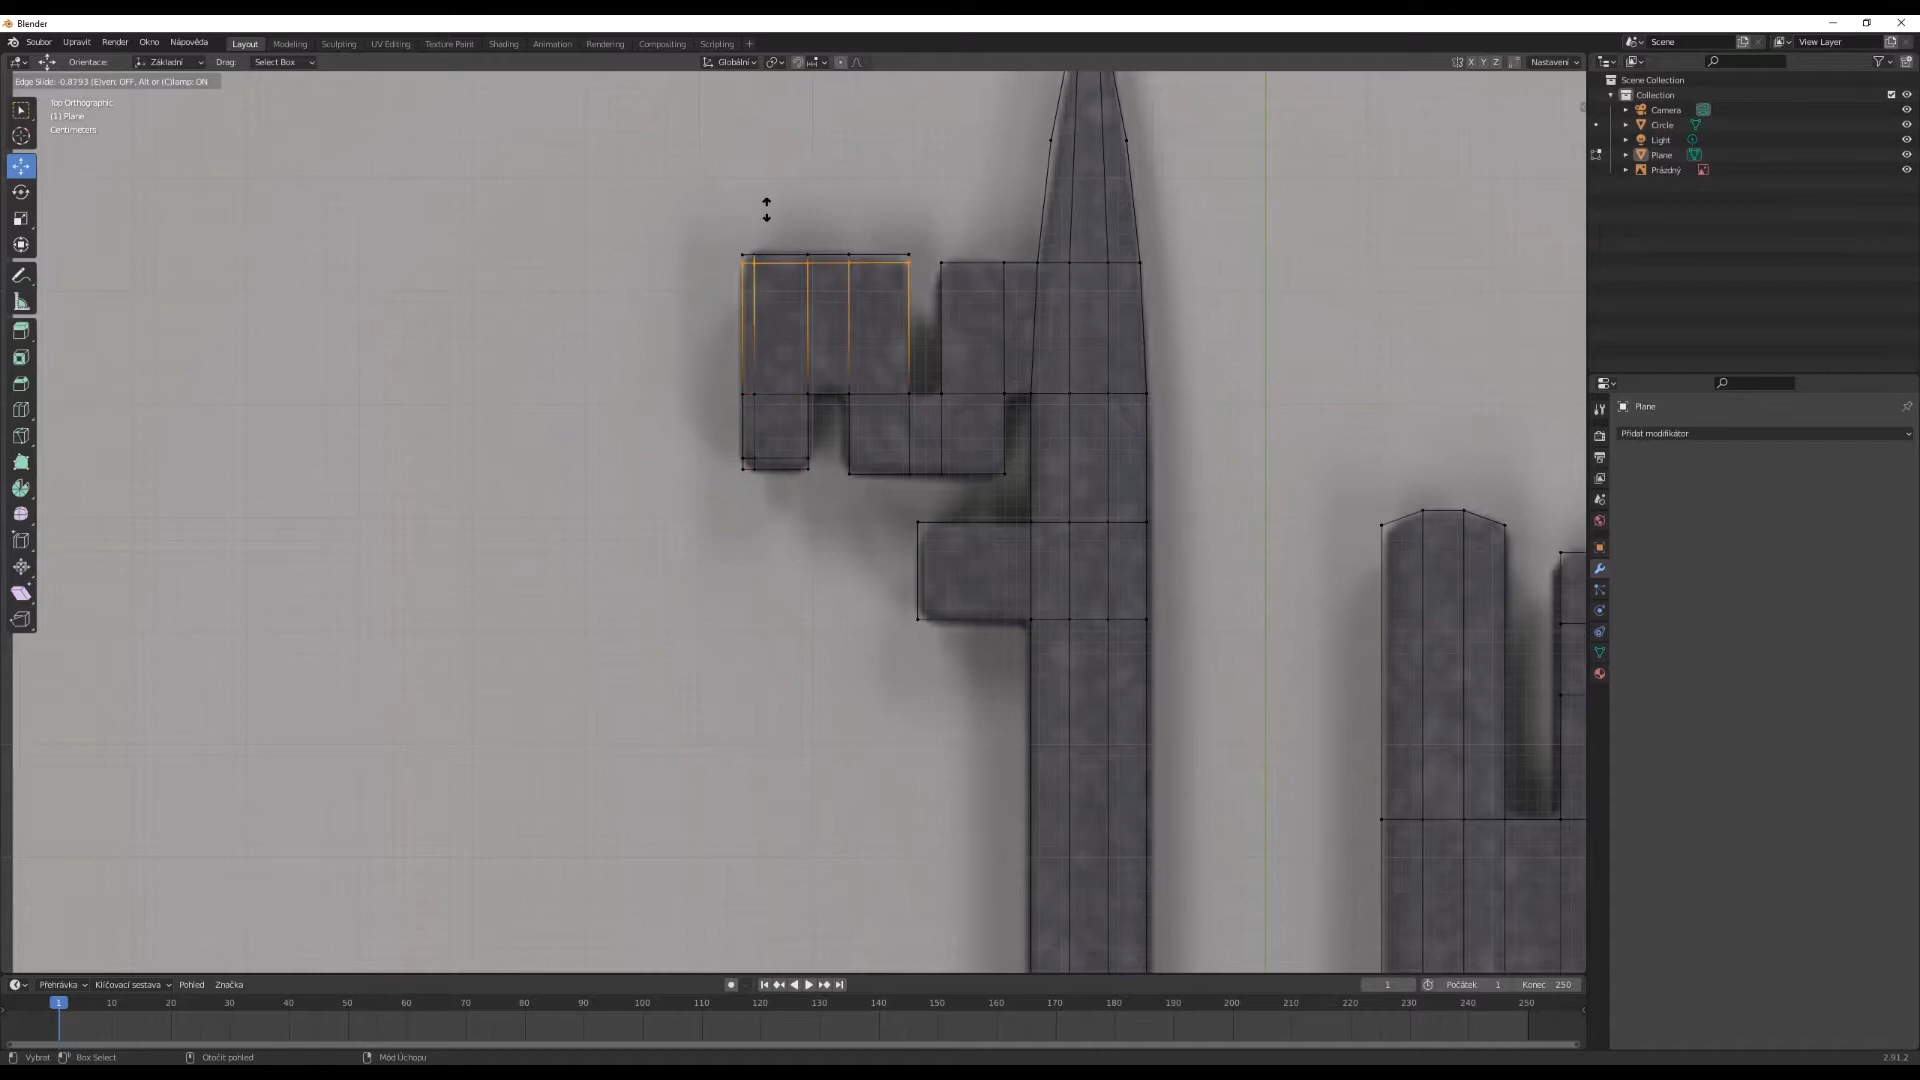 Blender
Soubor Upravit Render Okno Nápověda Layout Modeling Sculpting UV Editing Texture Paint Shading Animation Rendering Compositing Scripting + Scene View Layer
Orientace: Základní Drag: Select Box Globální X Y Z Nastavení
Edge Slide: -0.8793 (E)ven: OFF, Alt or (C)lamp: ON
Top Orthographic
(1) Plane
Centimeters
Scene Collection
Collection
Camera
Circle
Light
Plane
Prázdný
Plane
Přidat modifikátor
Přehrávka Klíčovací sestava Pohled Značka 1 Počátek 1 Konec 250
1 10 20 30 40 50 60 70 80 90 100 110 120 130 140 150 160 170 180 190 200 210 220 230 240 250
Vybrat Box Select Otočit pohled Mód Úchopu 2.91.2